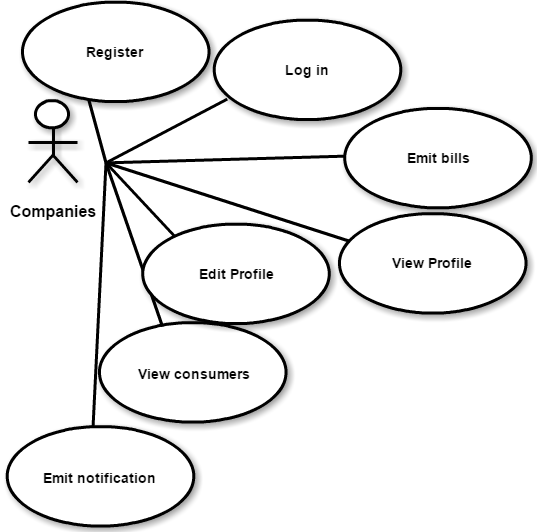 Register
Log in
Emit bills
Companies
View Profile
Edit Profile
View consumers
Emit notification